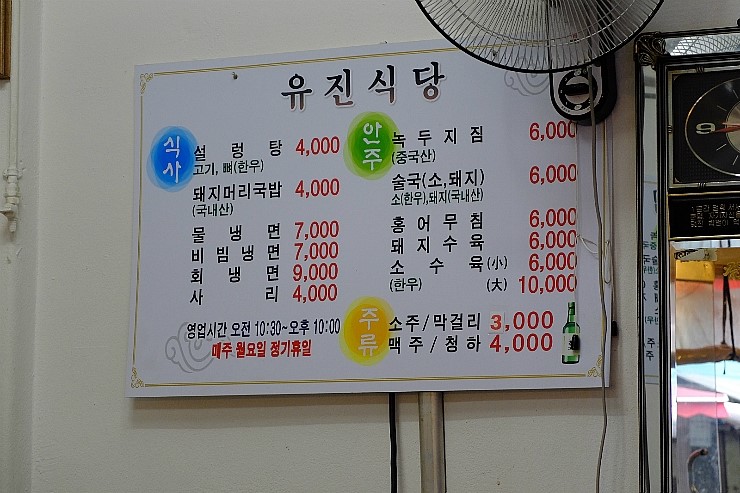 유진식당
식사
설렁탕 4,000
고기, 뼈(한우)
돼지머리국밥 4,000
(국내산)
물냉면 7,000
비빔냉면 7,000
회냉면 9,000
사리 4,000
영업시간 오전 10:30~오후 10:00
매주 월요일 정기휴일
안주
녹두지짐 6,000
(중국산)
술국(소,돼지) 6,000
소(한우),돼지(국내산)
홍어무침 6,000
돼지수육 6,000
소수육(小) 6,000
(한우) (大) 10,000
주류
소주/막걸리 3,000
맥주/청하 4,000
9